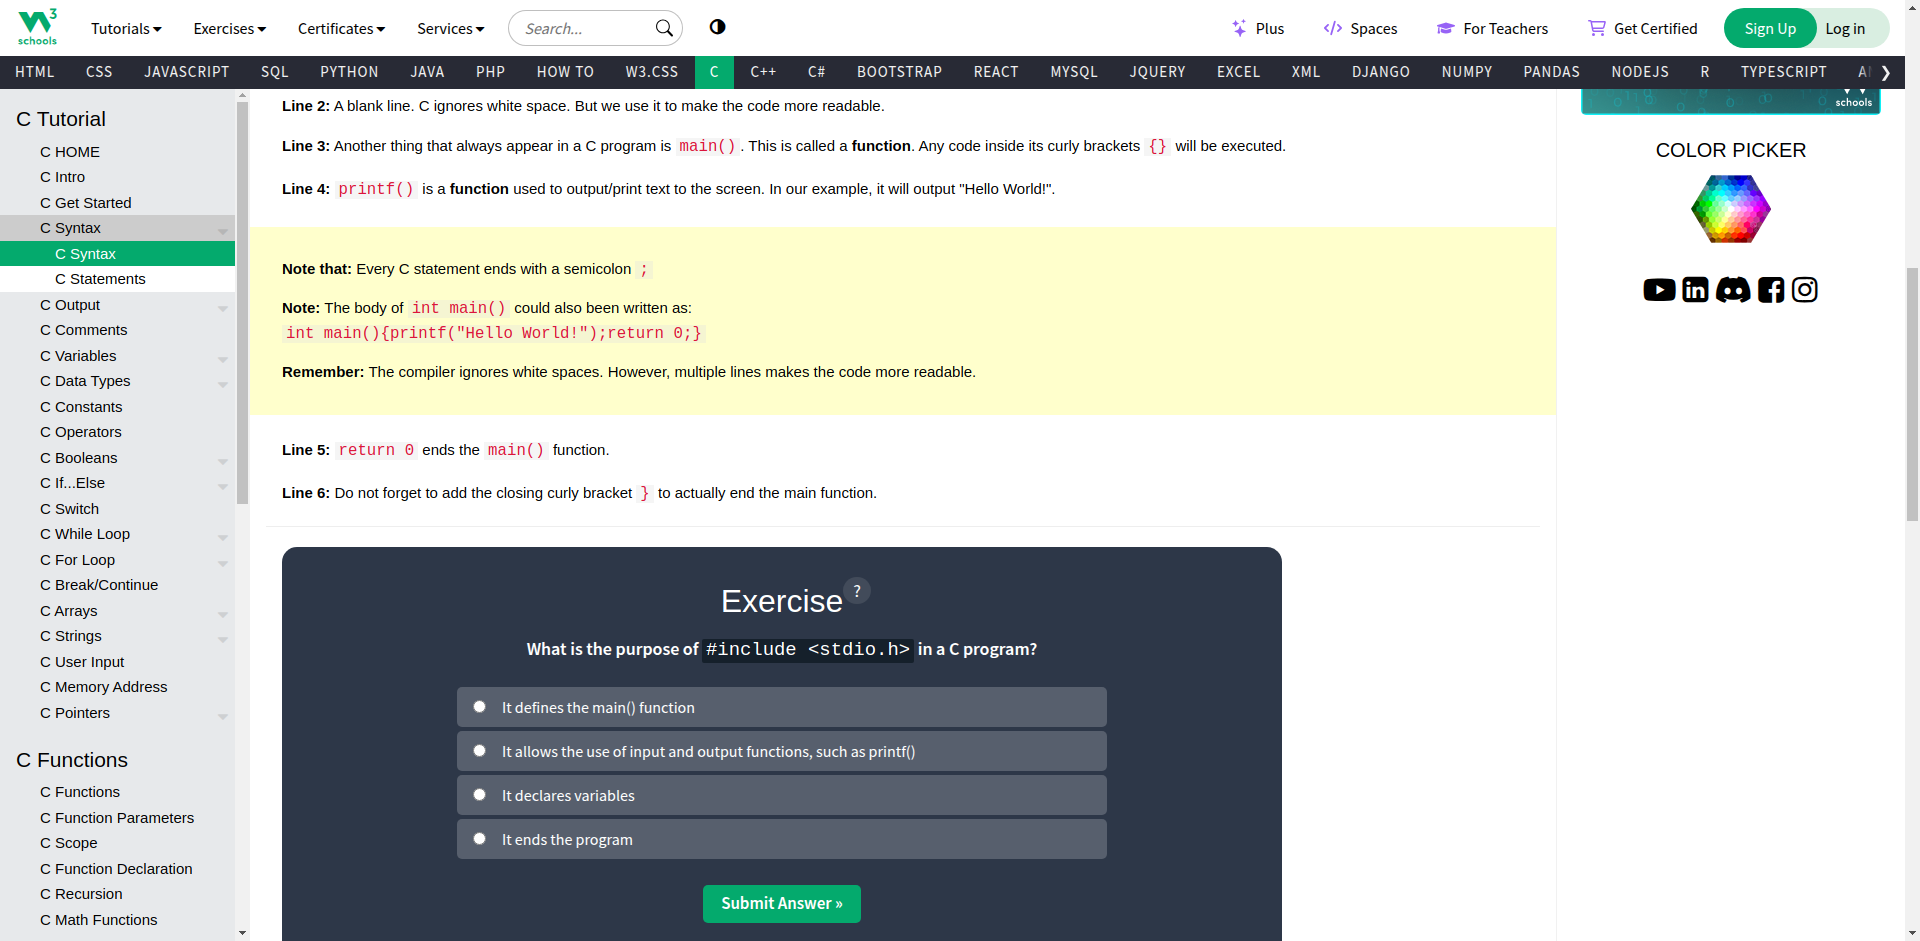 W3 schools
Tutorials Exercises Certificates Services Search... Plus Spaces For Teachers Get Certified Sign Up Log in
HTML CSS JAVASCRIPT SQL PYTHON JAVA PHP HOW TO W3.CSS C C++ C# BOOTSTRAP REACT MYSQL JQUERY EXCEL XML DJANGO NUMPY PANDAS NODEJS R TYPESCRIPT
C Tutorial
C HOME
C Intro
C Get Started
C Syntax
C Syntax
C Statements
C Output
C Comments
C Variables
C Data Types
C Constants
C Operators
C Booleans
C If...Else
C Switch
C While Loop
C For Loop
C Break/Continue
C Arrays
C Strings
C User Input
C Memory Address
C Pointers
C Functions
C Functions
C Function Parameters
C Scope
C Function Declaration
C Recursion
C Math Functions
Line 2: A blank line. C ignores white space. But we use it to make the code more readable.
Line 3: Another thing that always appear in a C program is main(). This is called a function. Any code inside its curly brackets {} will be executed.
Line 4: printf() is a function used to output/print text to the screen. In our example, it will output "Hello World!".
Note that: Every C statement ends with a semicolon ;
Note: The body of int main() could also been written as:
int main(){printf("Hello World!");return 0;}
Remember: The compiler ignores white spaces. However, multiple lines makes the code more readable.
Line 5: return 0 ends the main() function.
Line 6: Do not forget to add the closing curly bracket } to actually end the main function.
Exercise ?
What is the purpose of #include <stdio.h> in a C program?
It defines the main() function
It allows the use of input and output functions, such as printf()
It declares variables
It ends the program
Submit Answer »
schools
COLOR PICKER